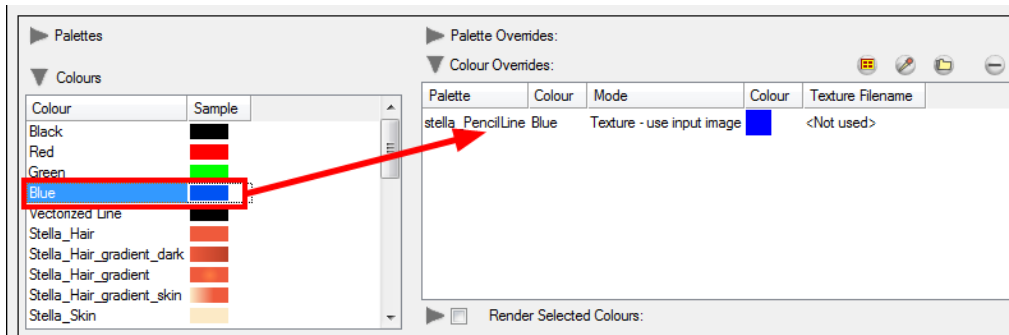 Palettes
Colours
Colour Sample
Black
Red
Green
Blue
Vectorized Line
Stella_Hair
Stella_Hair_gradient_dark
Stella_Hair_gradient
Stella_Hair_gradient_skin
Stella_Skin
Palette Overrides:
Colour Overrides:
Palette Colour Mode Colour Texture Filename
stella_PencilLine Blue Texture - use input image <Not used>
Render Selected Colours: